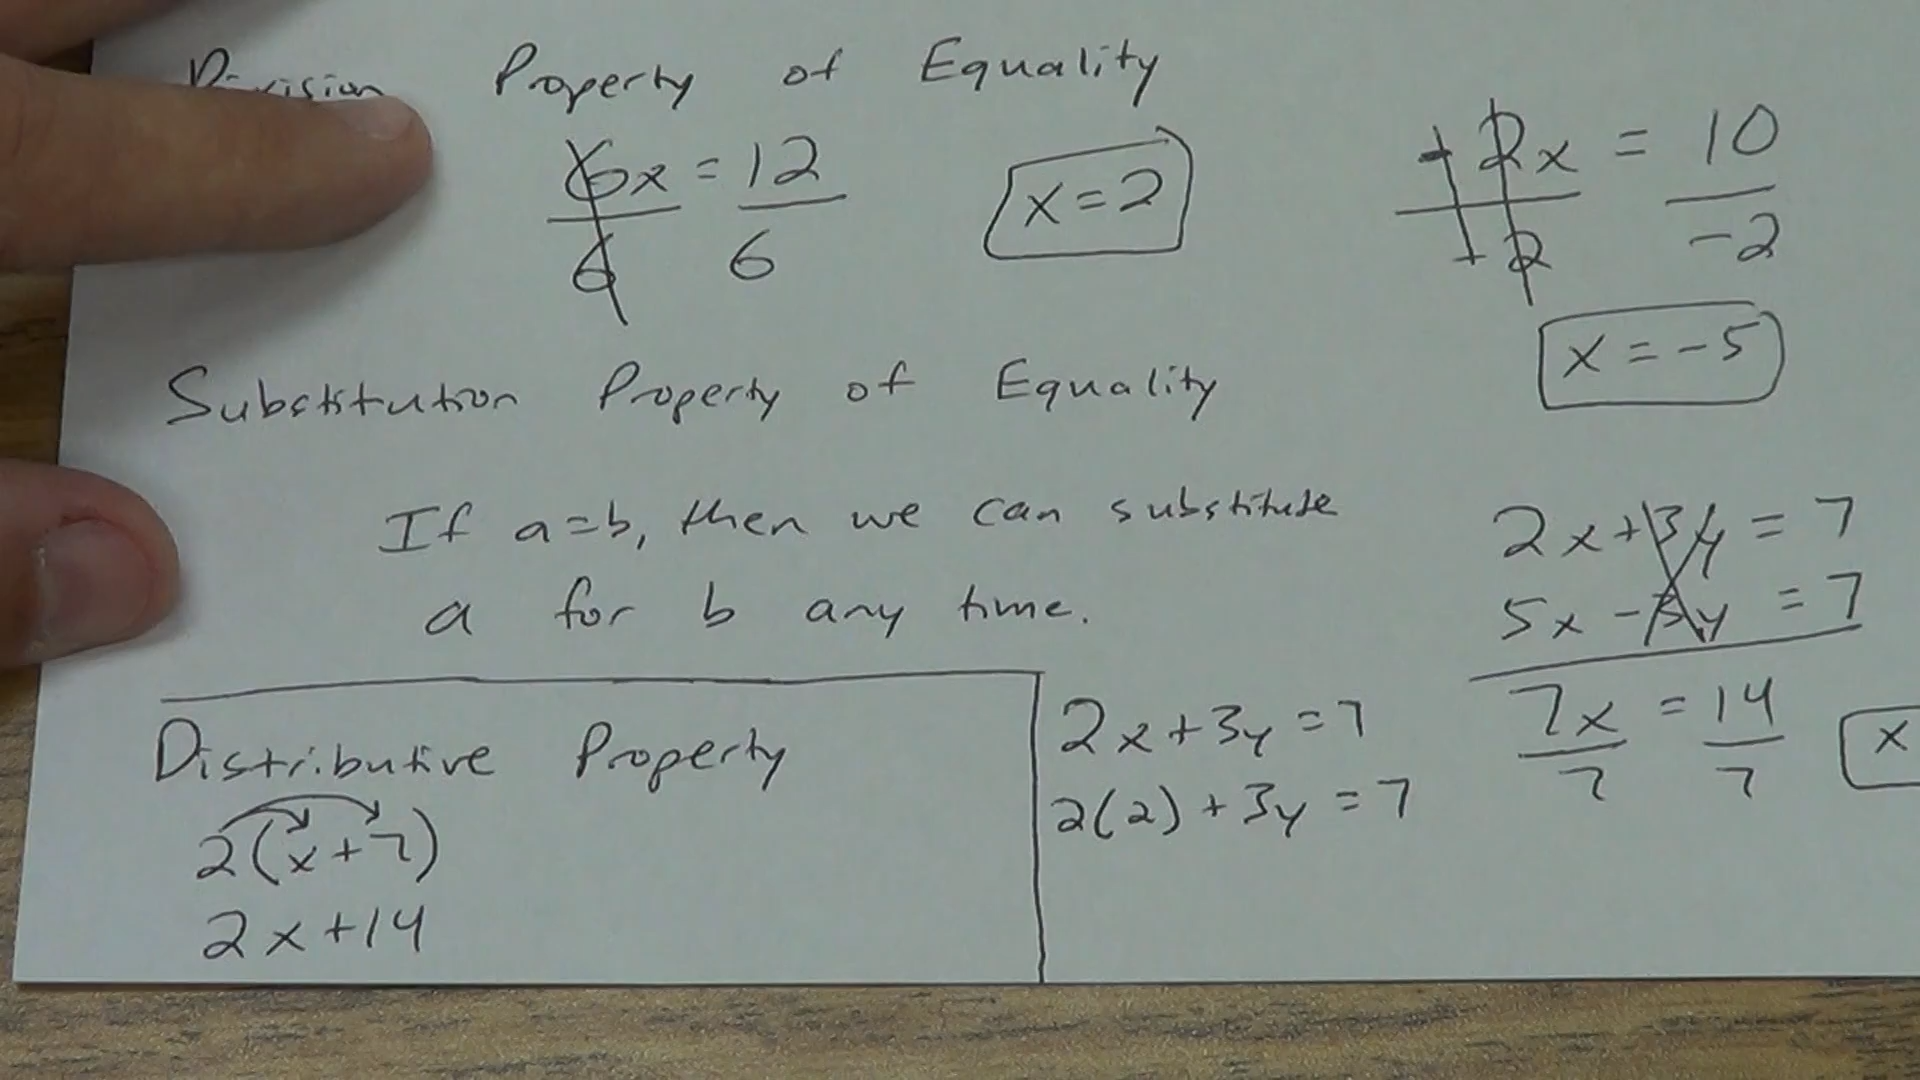 Division Property of Equality
6x = 12
6 6
x = 2
-2x = 10
-2 -2
x = -5
Substitution Property of Equality
If a=b, then we can substitute
a for b any time.
2x + 3y = 7
5x - 3y = 7
7x = 14
7 7
x
Distributive Property
2(x+7)
2x+14
2x+3y=7
2(2)+3y=7